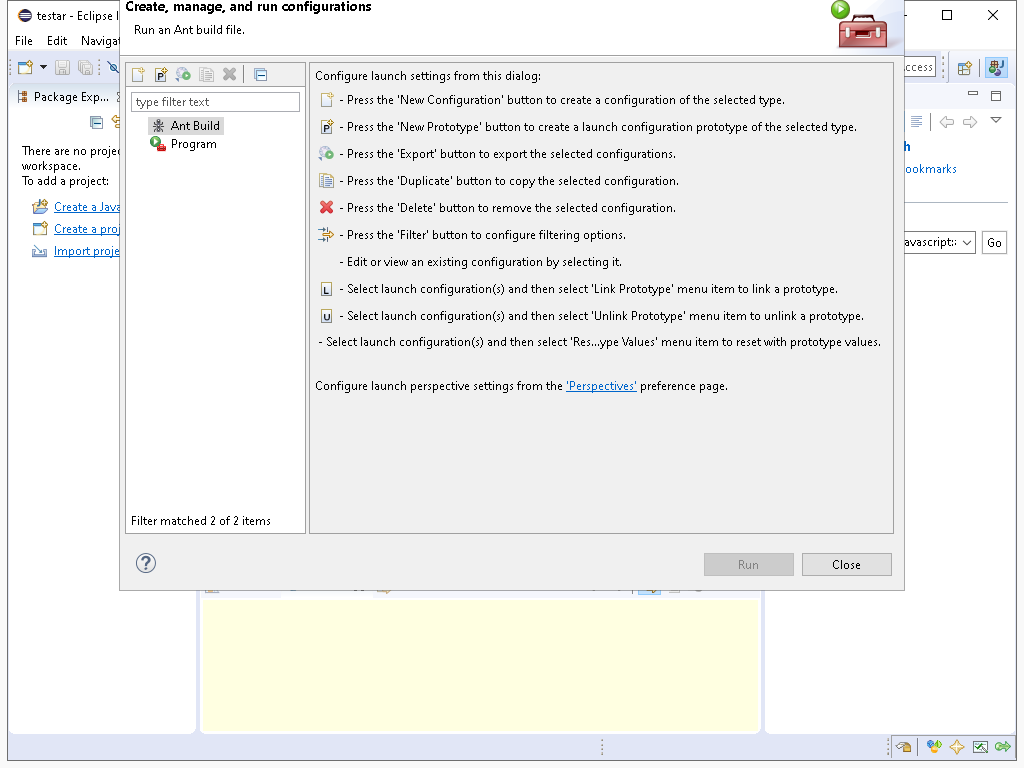 testar - Eclipse I
File Edit Navigat
Package Exp...
There are no projec
workspace.
To add a project:
Create a Java
Create a proj
Import proje
Create, manage, and run configurations
Run an Ant build file.
type filter text
Ant Build
Program
Filter matched 2 of 2 items
Configure launch settings from this dialog:
- Press the 'New Configuration' button to create a configuration of the selected type.
- Press the 'New Prototype' button to create a launch configuration prototype of the selected type.
- Press the 'Export' button to export the selected configurations.
- Press the 'Duplicate' button to copy the selected configuration.
- Press the 'Delete' button to remove the selected configuration.
- Press the 'Filter' button to configure filtering options.
- Edit or view an existing configuration by selecting it.
L - Select launch configuration(s) and then select 'Link Prototype' menu item to link a prototype.
U - Select launch configuration(s) and then select 'Unlink Prototype' menu item to unlink a prototype.
- Select launch configuration(s) and then select 'Res...ype Values' menu item to reset with prototype values.
Configure launch perspective settings from the 'Perspectives' preference page.
Run Close
ccess
h
ookmarks
avascript:: Go